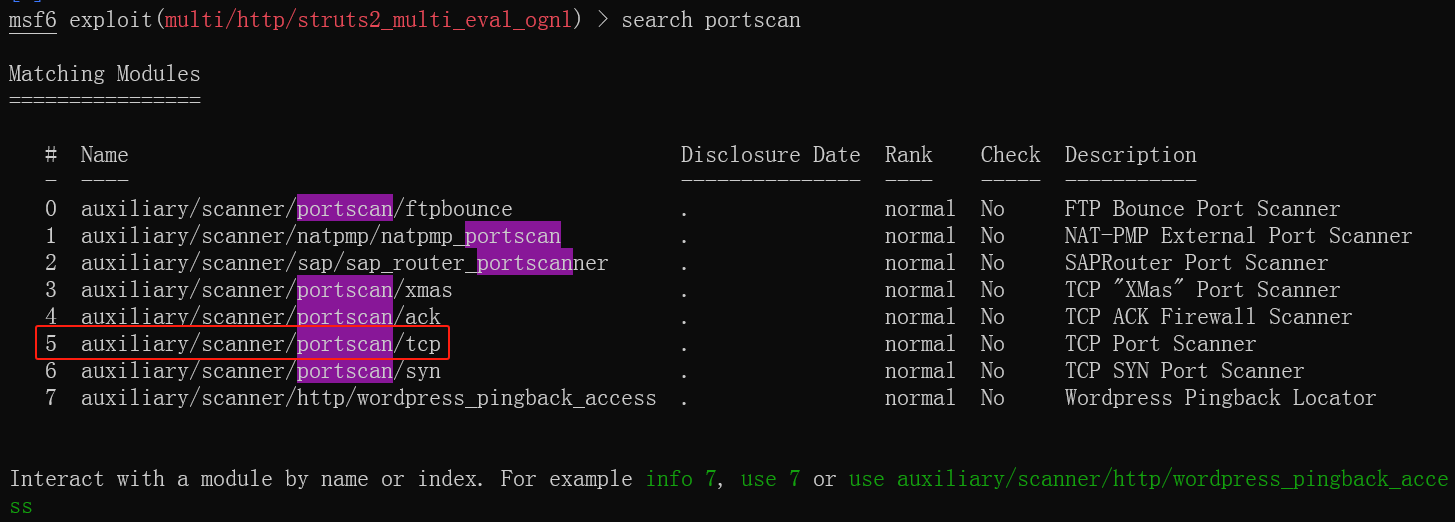 msf6 exploit(multi/http/struts2_multi_eval_ognl) > search portscan
Matching Modules
================
# Name Disclosure Date Rank Check Description
- ---- --------------- ---- ----- -----------
0 auxiliary/scanner/portscan/ftpbounce . normal No FTP Bounce Port Scanner
1 auxiliary/scanner/natpmp/natpmp_portscan . normal No NAT-PMP External Port Scanner
2 auxiliary/scanner/sap/sap_router_portscanner . normal No SAPRouter Port Scanner
3 auxiliary/scanner/portscan/xmas . normal No TCP "XMas" Port Scanner
4 auxiliary/scanner/portscan/ack . normal No TCP ACK Firewall Scanner
5 auxiliary/scanner/portscan/tcp . normal No TCP Port Scanner
6 auxiliary/scanner/portscan/syn . normal No TCP SYN Port Scanner
7 auxiliary/scanner/http/wordpress_pingback_access . normal No Wordpress Pingback Locator
Interact with a module by name or index. For example info 7, use 7 or use auxiliary/scanner/http/wordpress_pingback_acce
ss